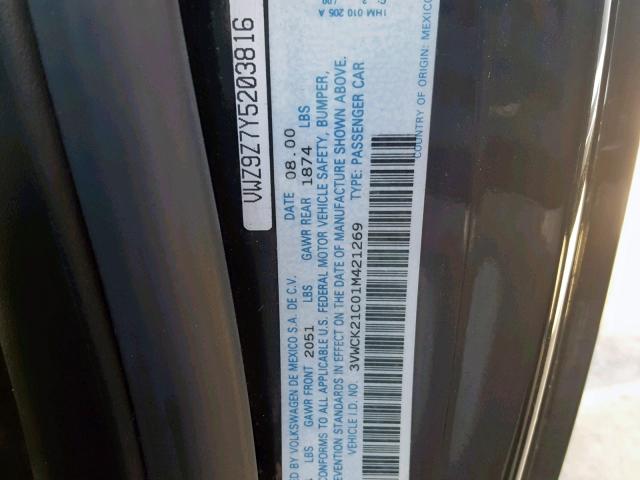 VWZ9Z7Y5203816
ED BY VOLKSWAGEN DE MEXICO S.A. DE C.V. DATE 08.00
LBS GAWR FRONT 2051 LBS GAWR REAR 1874 LBS
CONFORMS TO ALL APPLICABLE U.S. FEDERAL MOTOR VEHICLE SAFETY, BUMPER,
EVENTION STANDARDS IN EFFECT ON THE DATE OF MANUFACTURE SHOWN ABOVE.
VEHICLE I.D. NO. 3VWCK21C01M421269 TYPE: PASSENGER CAR
1HM 010 205 A COUNTRY OF ORIGIN: MEXICO